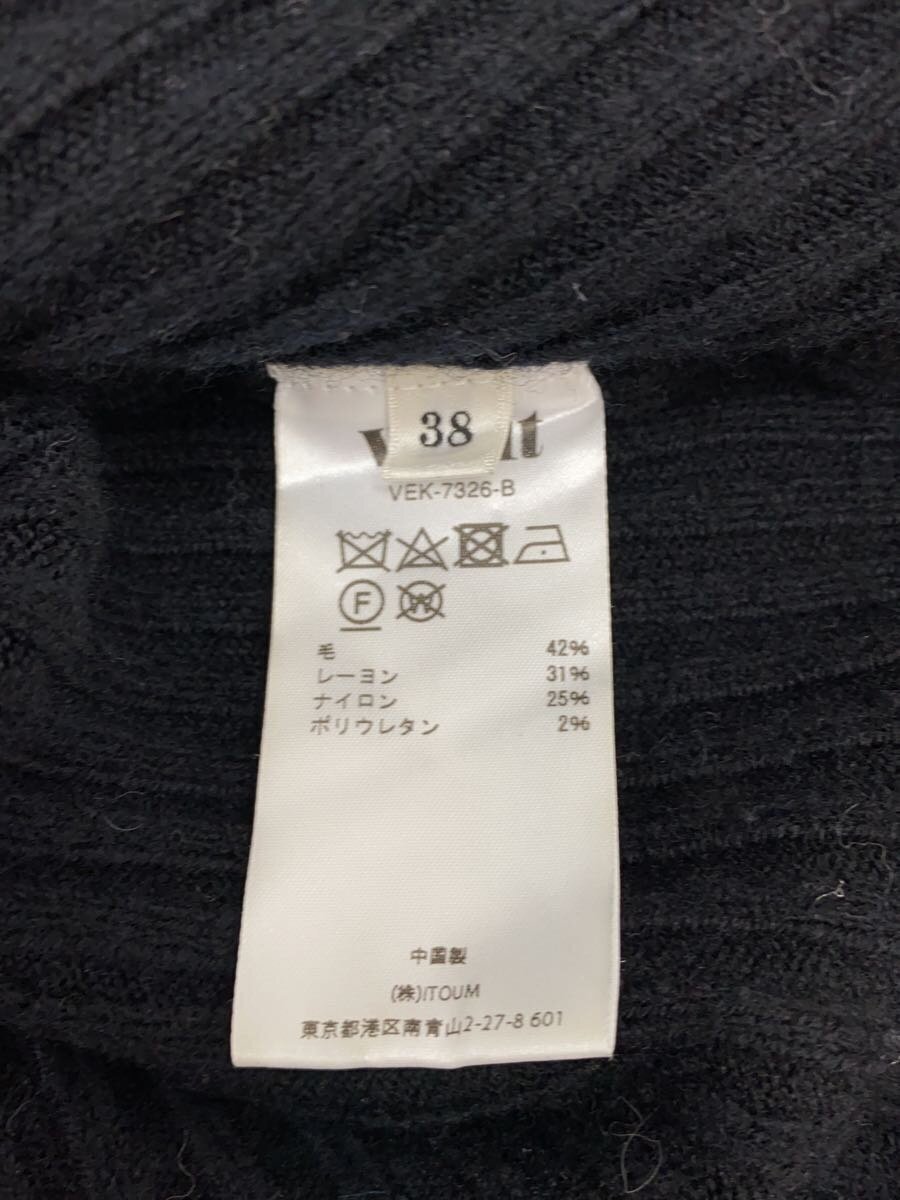 38
VEK-7326-B
F
W
毛 42%
レーヨン 31%
ナイロン 25%
ポリウレタン 2%
中国製
(株)ITOUM
東京都港区南青山2-27-8 601